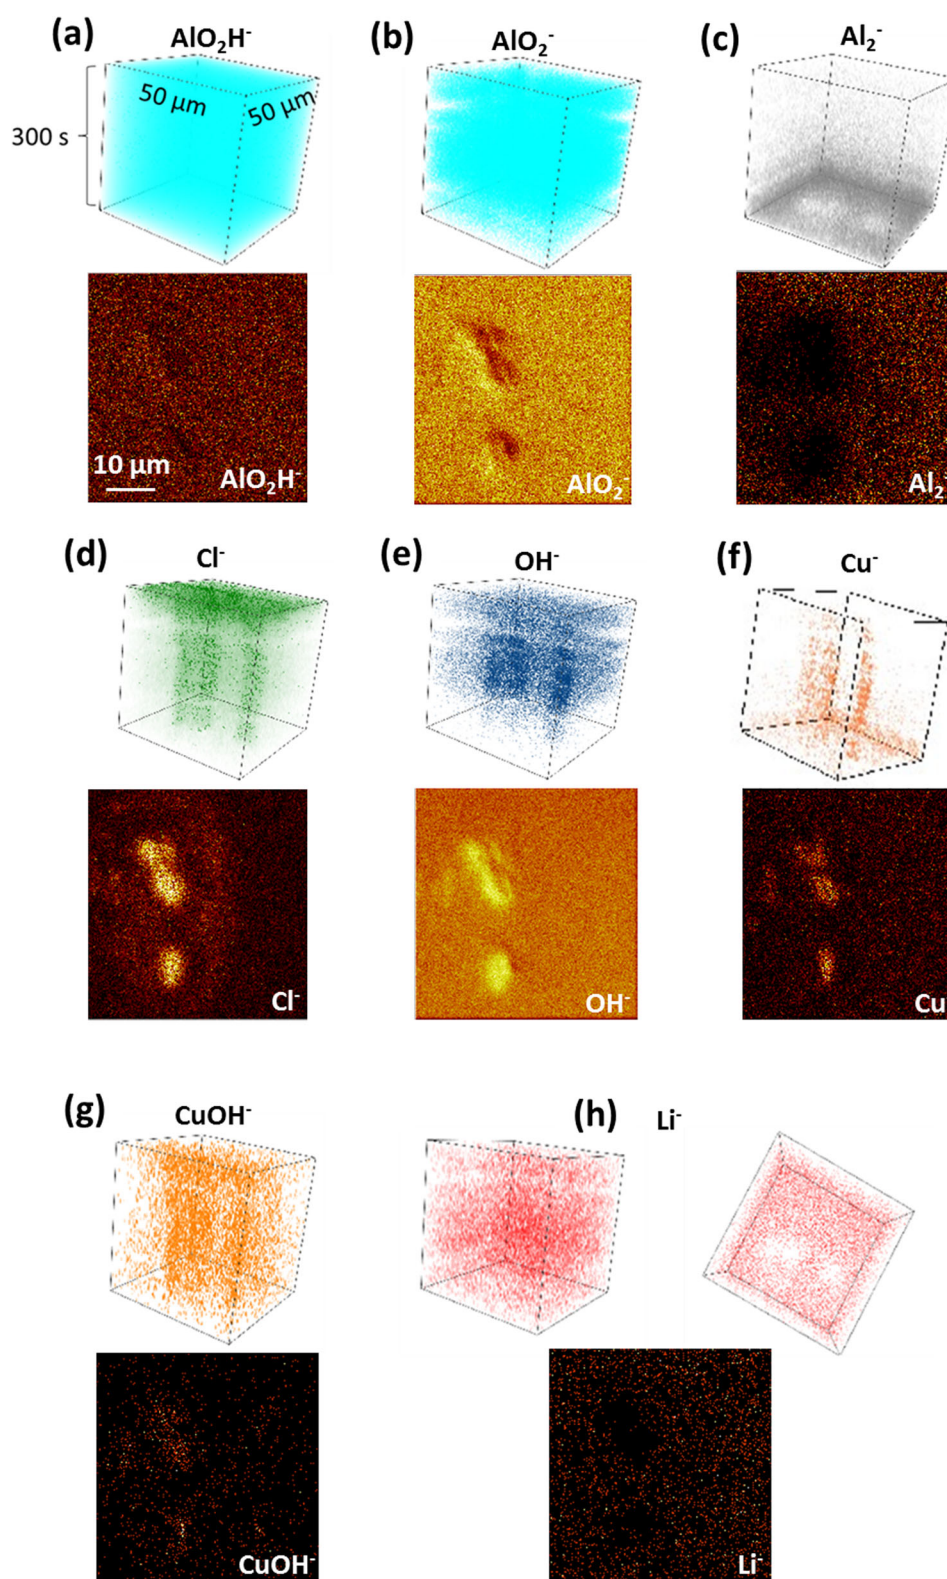 (a) AlO₂H⁻
(b) AlO₂⁻
(c) Al₂⁻
50 µm
50 µm
300 s
10 µm
AlO₂H⁻
AlO₂⁻
Al₂⁻
(d) Cl⁻
(e) OH⁻
(f) Cu⁻
Cl⁻
OH⁻
Cu
(g) CuOH⁻
(h) Li⁻
CuOH⁻
Li⁻